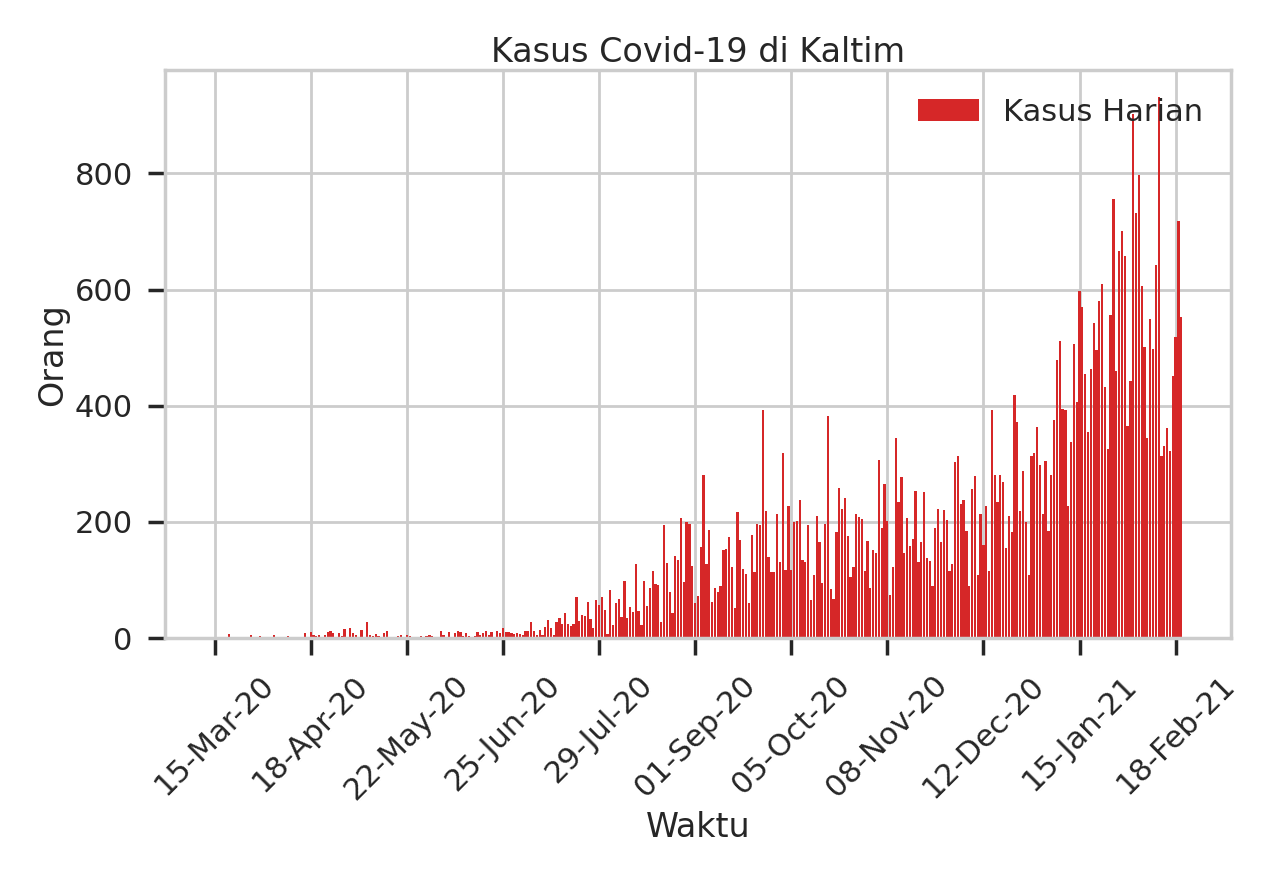 Kasus Covid-19 di Kaltim
Kasus Harian
Orang
800
600
400
200
0
15-Mar-20
18-Apr-20
22-May-20
25-Jun-20
29-Jul-20
01-Sep-20
05-Oct-20
08-Nov-20
12-Dec-20
15-Jan-21
18-Feb-21
Waktu